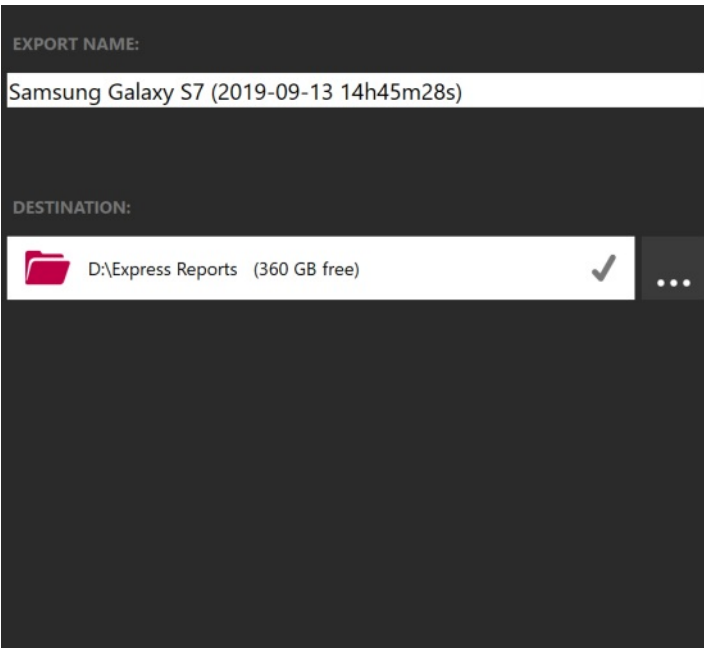 EXPORT NAME:
Samsung Galaxy S7 (2019-09-13 14h45m28s)
DESTINATION:
D:\Express Reports (360 GB free)
...